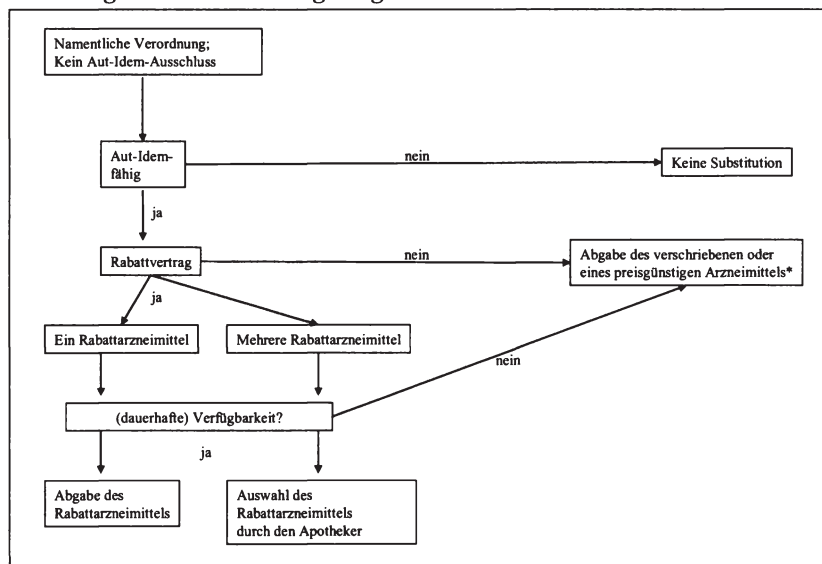 Namentliche Verordnung;
Kein Aut-Idem-Ausschluss
Aut-Idem-
fähig
nein
Keine Substitution
ja
Rabattvertrag
nein
Abgabe des verschriebenen oder
eines preisgünstigen Arzneimittels*
ja
Ein Rabattarzneimittel
Mehrere Rabattarzneimittel
nein
(dauerhafte) Verfügbarkeit?
ja
Abgabe des
Rabattarzneimittels
Auswahl des
Rabattarzneimittels
durch den Apotheker